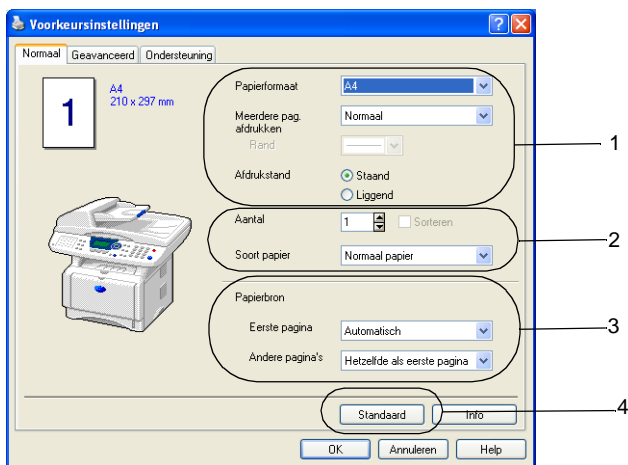 Voorkeursinstellingen
Normaal Geavanceerd Ondersteuning
1
A4
210 x 297 mm
Papierformaat A4
Meerdere pag. afdrukken Normaal
Rand
Afdrukstand Staand
Liggend
1
Aantal 1 Sorteren
Soort papier Normaal papier
2
Papierbron
Eerste pagina Automatisch
Andere pagina's Hetzelfde als eerste pagina
3
Standaard Info
4
OK Annuleren Help